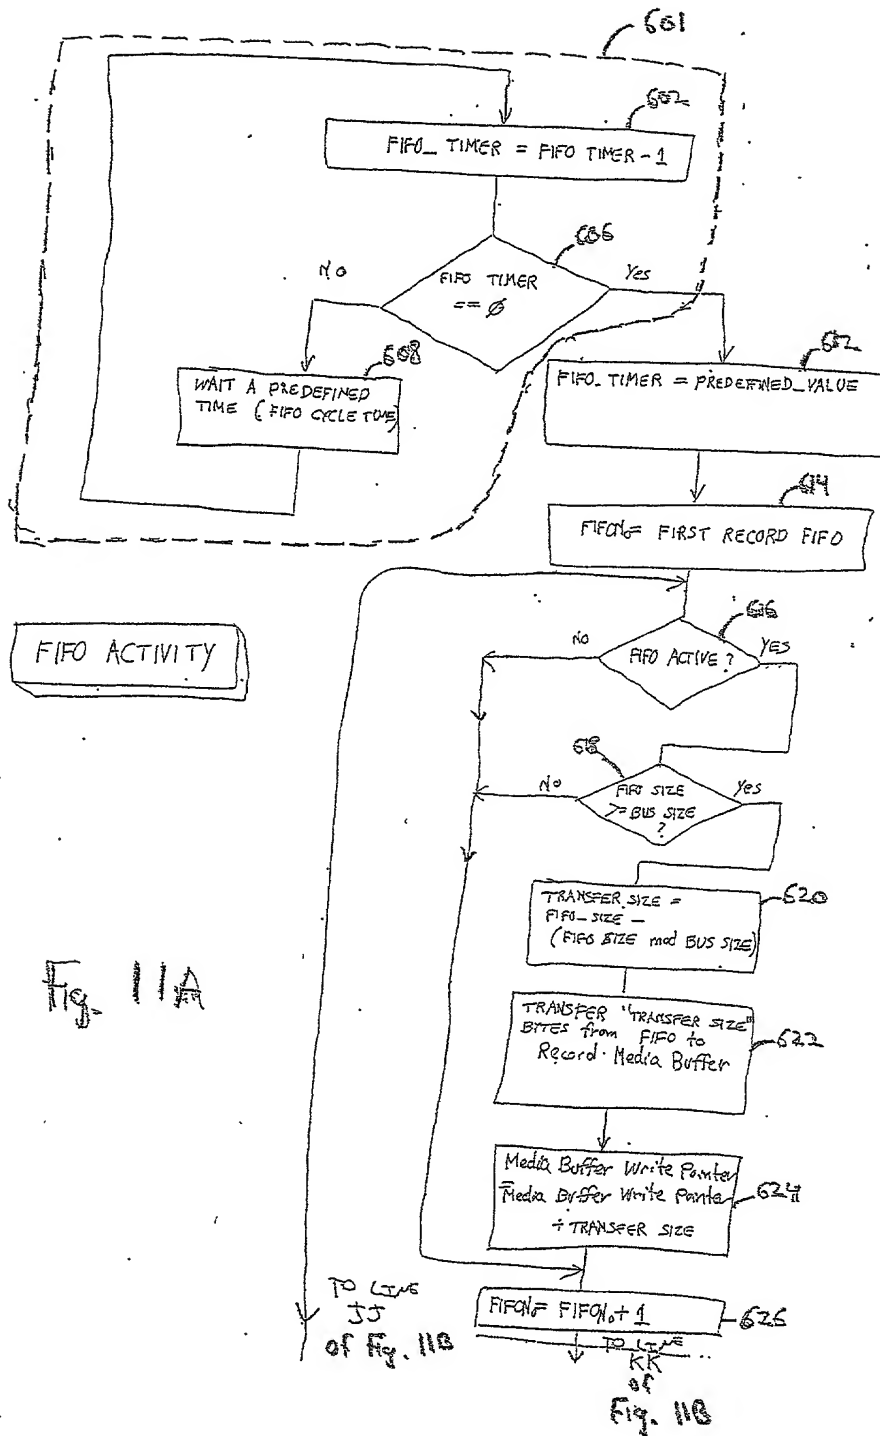 601
602
FIFO_ TIMER = FIFO TIMER - 1
606
FIFO TIMER
== Ø
No
Yes
608
WAIT A PREDEFINED
TIME (FIFO CYCLE TIME)
FIFO_TIMER = PREDEFINED_VALUE
614
FIFONo= FIRST RECORD FIFO
FIFO ACTIVITY
616
FIFO ACTIVE ?
NO
YES
618
FIFO SIZE
>= BUS SIZE
?
No
Yes
620
TRANSFER SIZE =
FIFO_SIZE -
(FIFO SIZE mod BUS SIZE)
Fig. 11A
622
TRANSFER "TRANSFER SIZE"
BYTES from FIFO to
Record Media Buffer
Media Buffer Write Pointer
= Media Buffer Write Pointer
+ TRANSFER SIZE
624
TO LINE
JJ
of Fig. 11B
FIFONo= FIFONo+ 1
626
TO LINE
KK
of
Fig. 11B